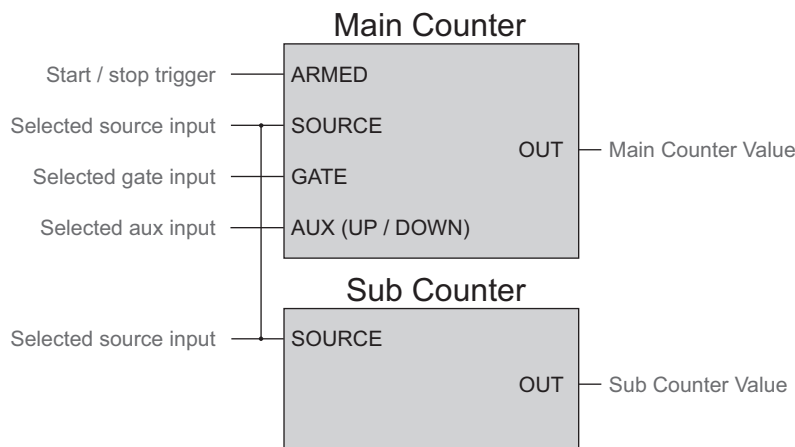 Main Counter
Start / stop trigger ARMED
Selected source input SOURCE
OUT Main Counter Value
Selected gate input GATE
Selected aux input AUX (UP / DOWN)
Sub Counter
Selected source input SOURCE
OUT Sub Counter Value